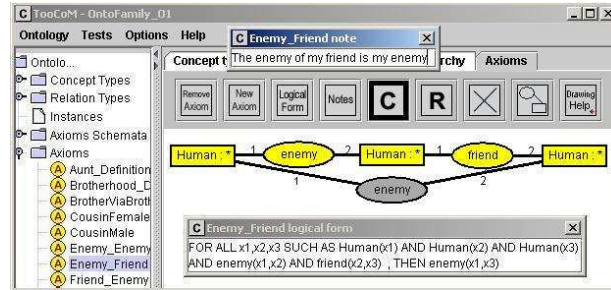 TooCoM - OntoFamily_01
Ontology Tests Options Help
Enemy_Friend note
The enemy of my friend is my enemy
Ontolo...
Concept Types
Relation Types
Instances
Axioms Schemata
Axioms
Aunt_Definition
Brotherhood_D
BrotherViaBroth
CousinFemale
CousinMale
Enemy_Enemy
Enemy_Friend
Friend_Enemy
Concept t
rchy
Axioms
Remove Axiom
New Axiom
Logical Form
Notes
C
R
Drawing Help
Human : *
1
enemy
2
Human : *
1
friend
2
Human : *
1
enemy
2
Enemy_Friend logical form
FOR ALL x1,x2,x3 SUCH AS Human(x1) AND Human(x2) AND Human(x3)
AND enemy(x1,x2) AND friend(x2,x3) , THEN enemy(x1,x3)